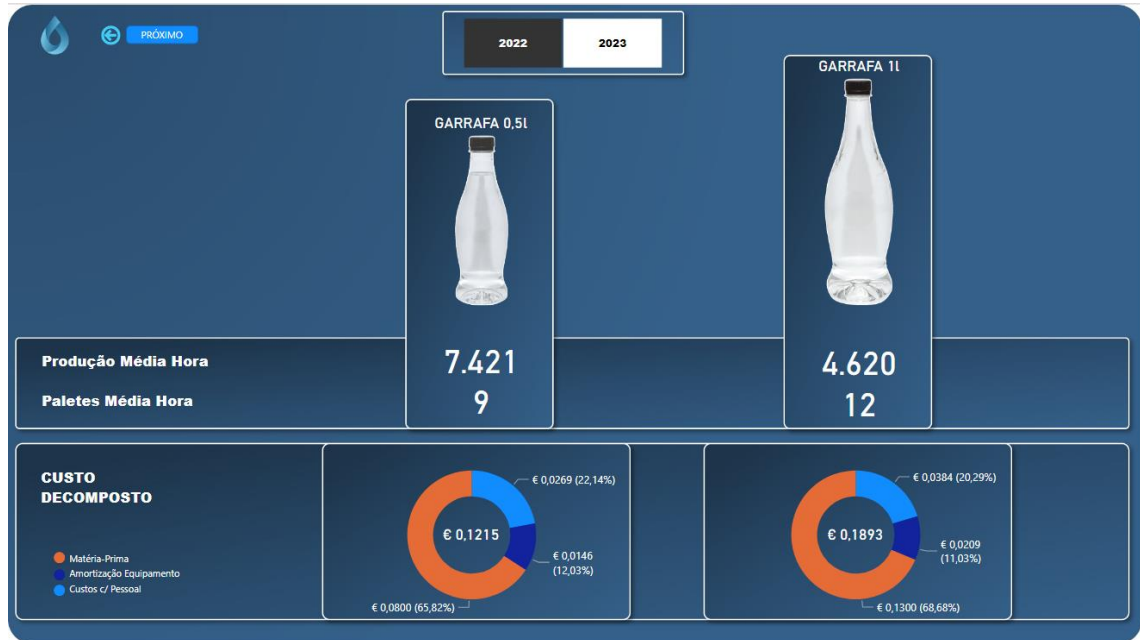 PRÓXIMO
2022
2023
GARRAFA 0,5l
GARRAFA 1l
Produção Média Hora
7.421
4.620
Paletes Média Hora
9
12
CUSTO
DECOMPOSTO
Matéria-Prima
Amortização Equipamento
Custos c/ Pessoal
€ 0,0269 (22,14%)
€ 0,1215
€ 0,0146
(12,03%)
€ 0,0800 (65,82%)
€ 0,0384 (20,29%)
€ 0,1893
€ 0,0209
(11,03%)
€ 0,1300 (68,68%)